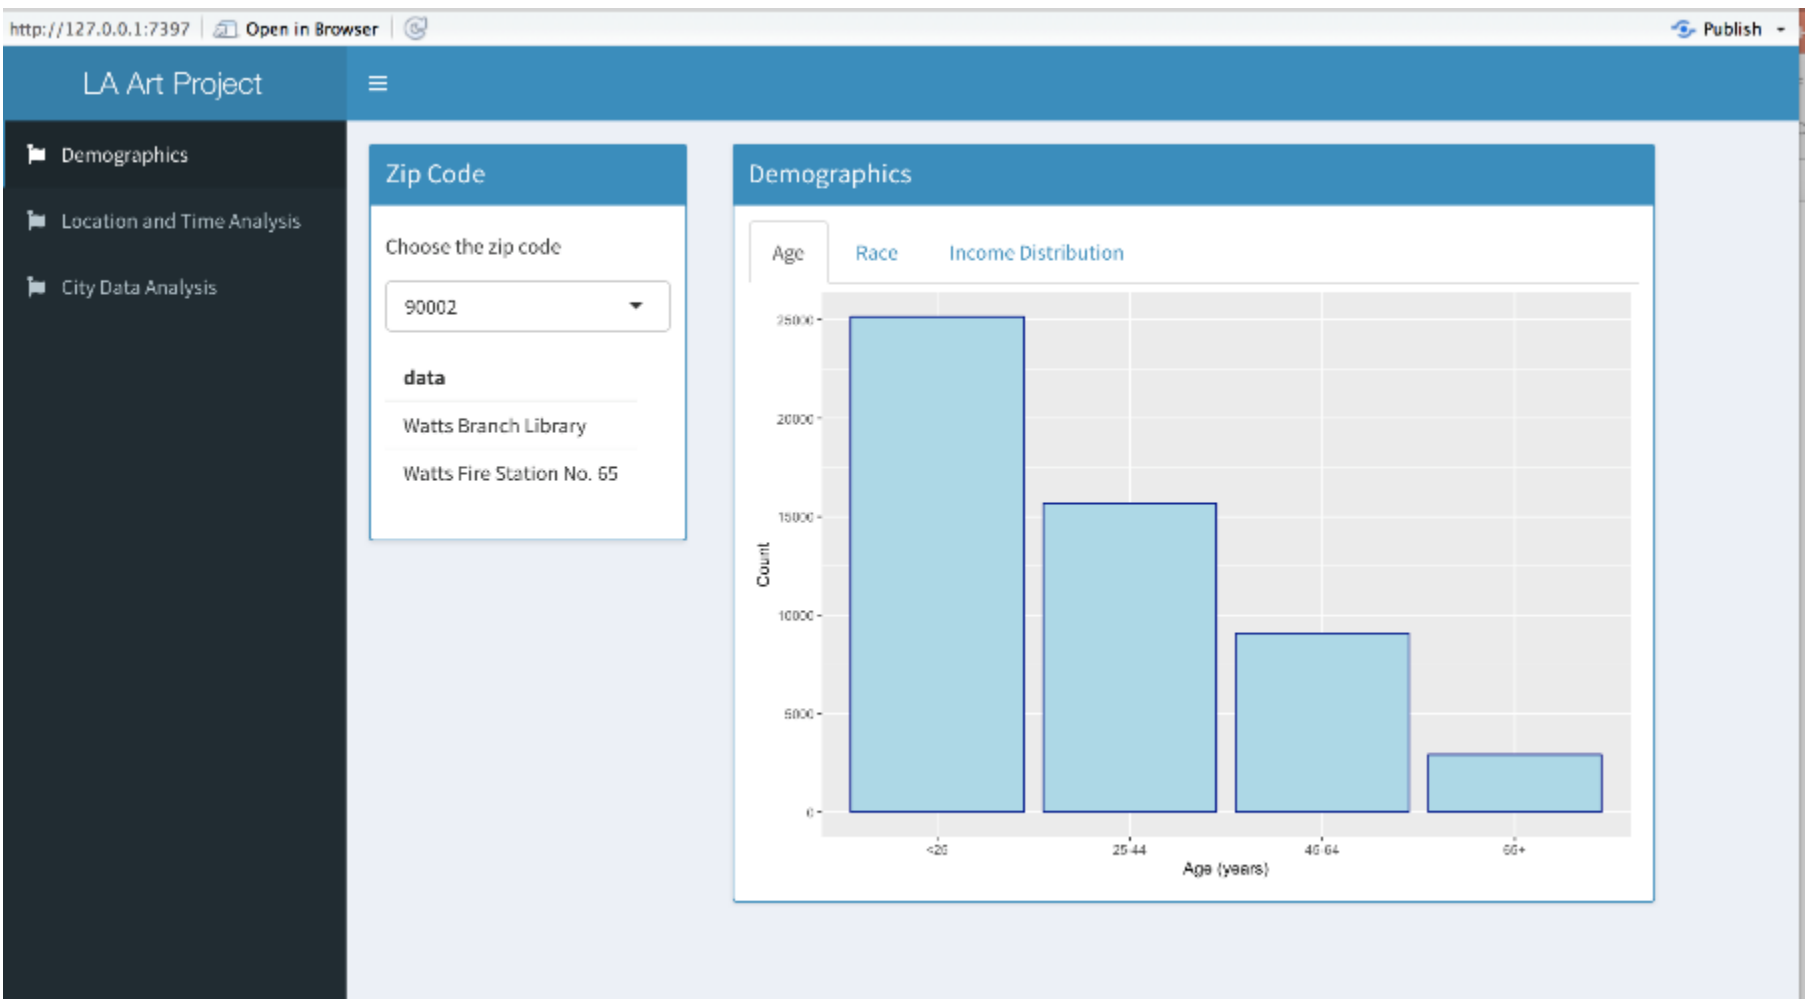 http://127.0.0.1:7397 Open in Browser Publish
LA Art Project
Demographics
Location and Time Analysis
City Data Analysis
Zip Code
Choose the zip code
90002
data
Watts Branch Library
Watts Fire Station No. 65
Demographics
Age Race Income Distribution
25000
20000
15000
10000
5000
0
Count
<25 25-44 45-64 65+
Age (years)